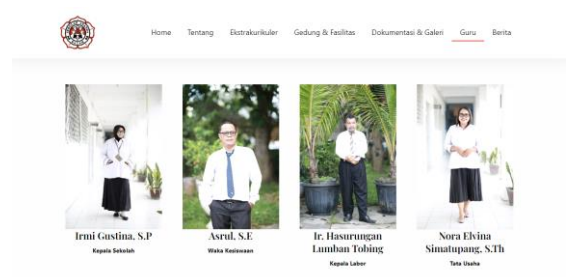 Home Tentang Ekstrakurikuler Gedung & Fasilitas Dokumentasi & Galeri Guru Berita
Irmi Gustina, S.P
Kepala Sekolah
Asrul, S.E
Waka Kesiswaan
Ir. Hasurungan
Lumban Tobing
Kepala Labor
Nora Elvina
Simatupang, S.Th
Tata Usaha